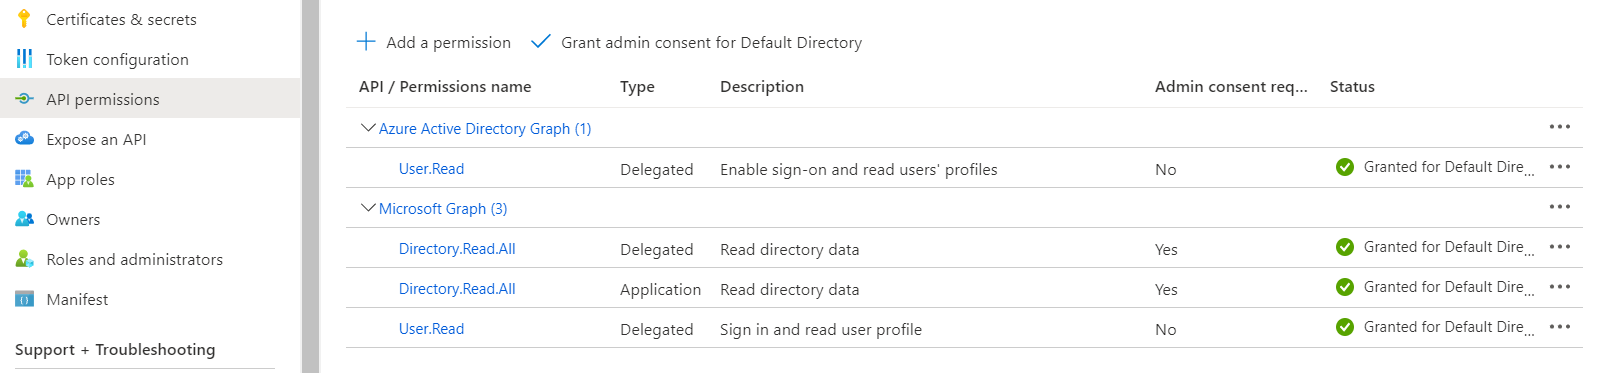 Certificates & secrets
Token configuration
API permissions
Expose an API
App roles
Owners
Roles and administrators
Manifest
Support + Troubleshooting
Add a permission Grant admin consent for Default Directory
API / Permissions name Type Description Admin consent req... Status
Azure Active Directory Graph (1)
User.Read Delegated Enable sign-on and read users' profiles No Granted for Default Dire...
Microsoft Graph (3)
Directory.Read.All Delegated Read directory data Yes Granted for Default Dire...
Directory.Read.All Application Read directory data Yes Granted for Default Dire...
User.Read Delegated Sign in and read user profile No Granted for Default Dire...